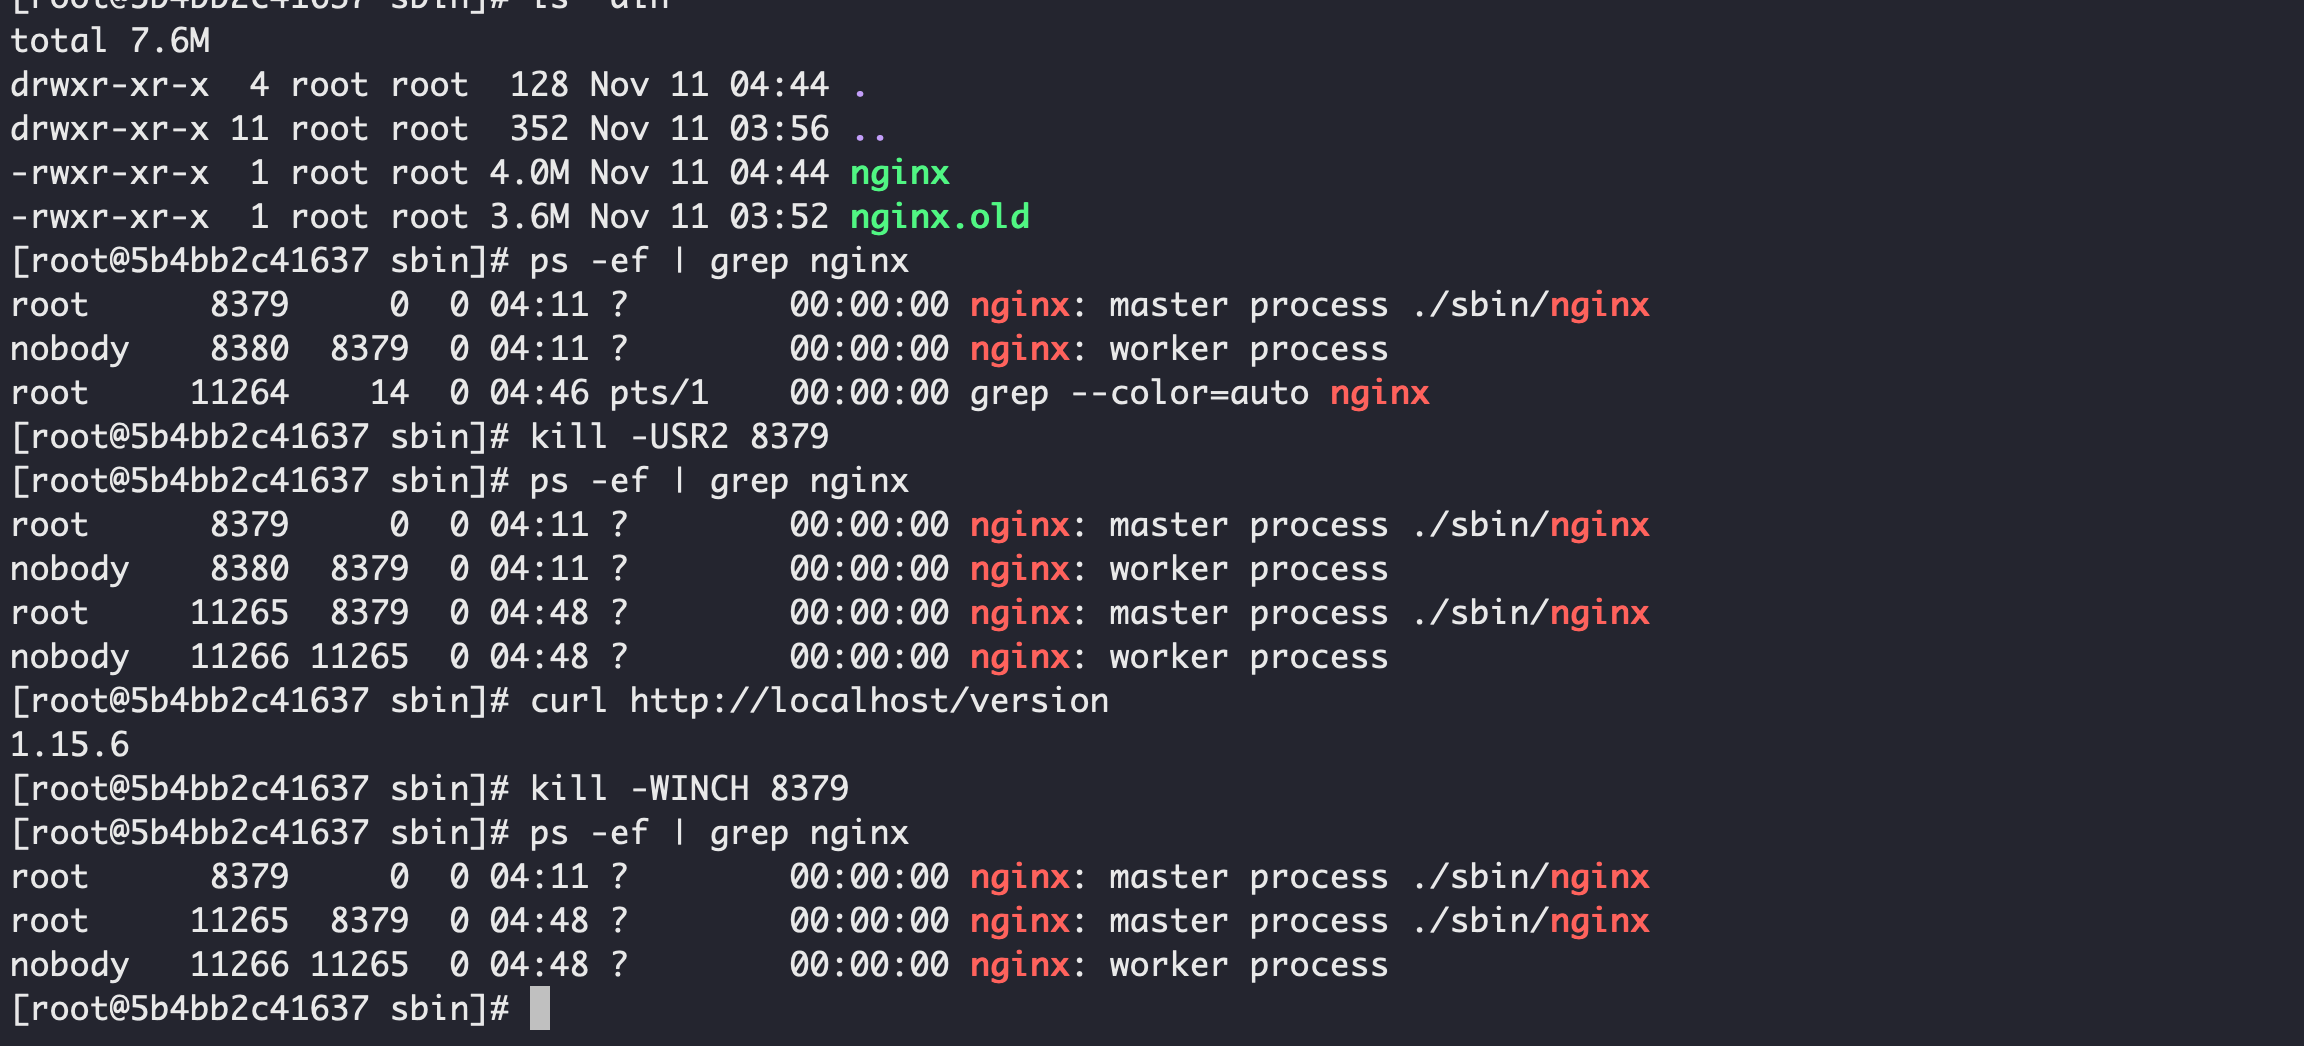 [root@5b4bb2c41637 sbin]# ls -alh
total 7.6M
drwxr-xr-x  4 root root  128 Nov 11 04:44 .
drwxr-xr-x 11 root root  352 Nov 11 03:56 ..
-rwxr-xr-x  1 root root 4.0M Nov 11 04:44 nginx
-rwxr-xr-x  1 root root 3.6M Nov 11 03:52 nginx.old
[root@5b4bb2c41637 sbin]# ps -ef | grep nginx
root      8379     0  0 04:11 ?        00:00:00 nginx: master process ./sbin/nginx
nobody    8380  8379  0 04:11 ?        00:00:00 nginx: worker process
root     11264    14  0 04:46 pts/1    00:00:00 grep --color=auto nginx
[root@5b4bb2c41637 sbin]# kill -USR2 8379
[root@5b4bb2c41637 sbin]# ps -ef | grep nginx
root      8379     0  0 04:11 ?        00:00:00 nginx: master process ./sbin/nginx
nobody    8380  8379  0 04:11 ?        00:00:00 nginx: worker process
root     11265  8379  0 04:48 ?        00:00:00 nginx: master process ./sbin/nginx
nobody   11266 11265  0 04:48 ?        00:00:00 nginx: worker process
[root@5b4bb2c41637 sbin]# curl http://localhost/version
1.15.6
[root@5b4bb2c41637 sbin]# kill -WINCH 8379
[root@5b4bb2c41637 sbin]# ps -ef | grep nginx
root      8379     0  0 04:11 ?        00:00:00 nginx: master process ./sbin/nginx
root     11265  8379  0 04:48 ?        00:00:00 nginx: master process ./sbin/nginx
nobody   11266 11265  0 04:48 ?        00:00:00 nginx: worker process
[root@5b4bb2c41637 sbin]#